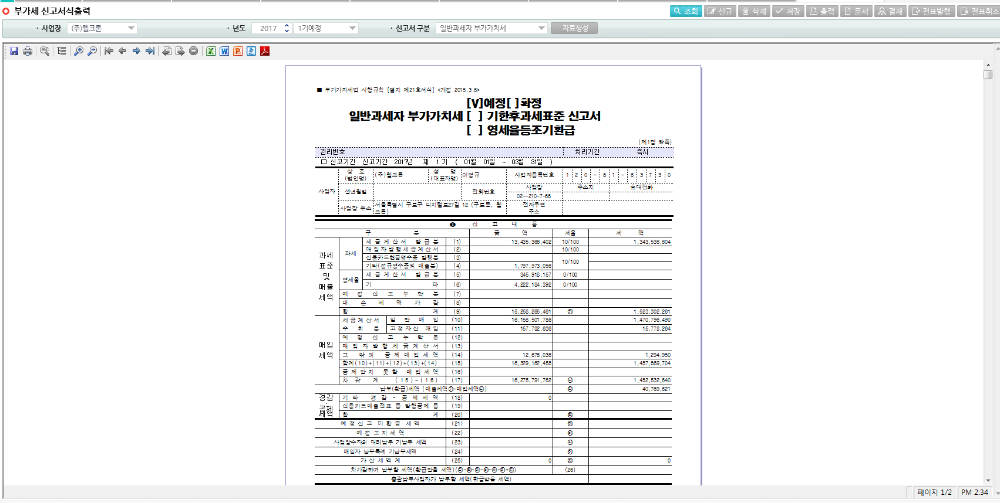 부가세 신고서식출력
조회 신규 삭제 저장 출력 문서 결재 전표발행 전표취소
· 사업장 (주)웰크론 · 년도 2017 1기예정 · 신고서 구분 일반과세자 부가가치세 자료생성
■ 부가가치세법 시행규칙 [별지 제21호서식] <개정 2015.3.6>
[V]예정[ ]확정
일반과세자 부가가치세 [ ] 기한후과세표준 신고서
[ ] 영세율등조기환급
(제1장 앞쪽)
관리번호 처리기간 즉시
□ 신고기간 신고기간 2017년 제 1기 ( 01월 01일 ~ 03월 31일 )
사업자
상 호
(법인명)
(주)웰크론
성 명
(대표자명)
이영규
사업자등록번호 1 2 0 - 8 1 - 6 3 7 3 0
생년월일 전화번호 사업장 주소지 휴대전화
02--210-7-66
사업장 주소
서울특별시 구로구 디지털로27길 12 (구로동, 웰크론)
전자우편
주소
❶ 신 고 내 용
구 분 금 액 세율 세 액
과세
표준
및
매출
세액
과세
세 금 계 산 서 발 급 분 (1) 13,435,366,402 10/100 1,343,536,604
매 입 자 발 행 세 금 계 산 서 (2) 10/100
신용카드현금영수증 발행분 (3) 10/100
기타(정규영수증외 매출분) (4) 1,797,973,056
영세율
세 금 계 산 서 발 급 분 (5) 345,918,157 0/100
기 타 (6) 4,222,184,392 0/100
예 정 신 고 누 락 분 (7)
대 손 세 액 가 감 (8)
합 계 (9) 15,258,265,461 ㉮ 1,523,302,261
매입
세액
세 금 계 산 서
수 취 분
일 반 매 입 (10) 16,158,501,786 1,470,796,490
고 정 자 산 매 입 (11) 157,782,636 15,778,264
예 정 신 고 누 락 분 (12)
매 입 자 발 행 세 금 계 산 서 (13)
그 밖 의 공 제 매 입 세 액 (14) 12,878,036 1,294,950
합계(10)+(11)+(12)+(13)+(14) (15) 16,329,162,458 1,487,869,704
공 제 받 지 못 할 매 입 세 액 (16)
차 감 계 (15)-(16) (17) 16,275,791,762 ㉯ 1,482,532,640
납부(환급)세액 (매출세액㉮-매입세액㉯) ㉰ 40,769,621
경감
·
공제
세액
기 타 경 감 · 공 제 세 액 (18) 0
신용카드매출전표 등 발행공제 등 (19)
합 계 (20) ㉱
예 정 신 고 미 환 급 세 액 (21) ㉲
예 정 고 지 세 액 (22) ㉳
사업양수자의 대리납부 기납부 세액 (23) ㉴
매입자 납부특례 기납부세액 (24) ㉵
가 산 세 액 계 (25) 0 ㉶ 0
차가감하여 납부할 세액(환급받을 세액)(㉰-㉱-㉲-㉳-㉴-㉵+㉶) (26)
총괄납부사업자가 납부할 세액(환급받을 세액)
페이지 1/2 PM 2:34